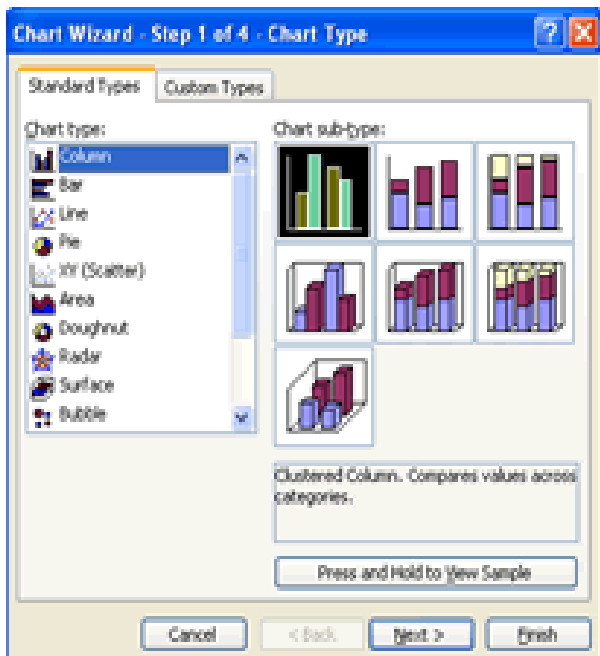 Chart Wizard - Step 1 of 4 - Chart Type
Standard Types
Custom Types
Chart type:
Column
Bar
Line
Pie
XY (Scatter)
Area
Doughnut
Radar
Surface
Bubble
Chart sub-type:
Clustered Column. Compares values across
categories.
Press and Hold to View Sample
Cancel
< Back
Next >
Finish